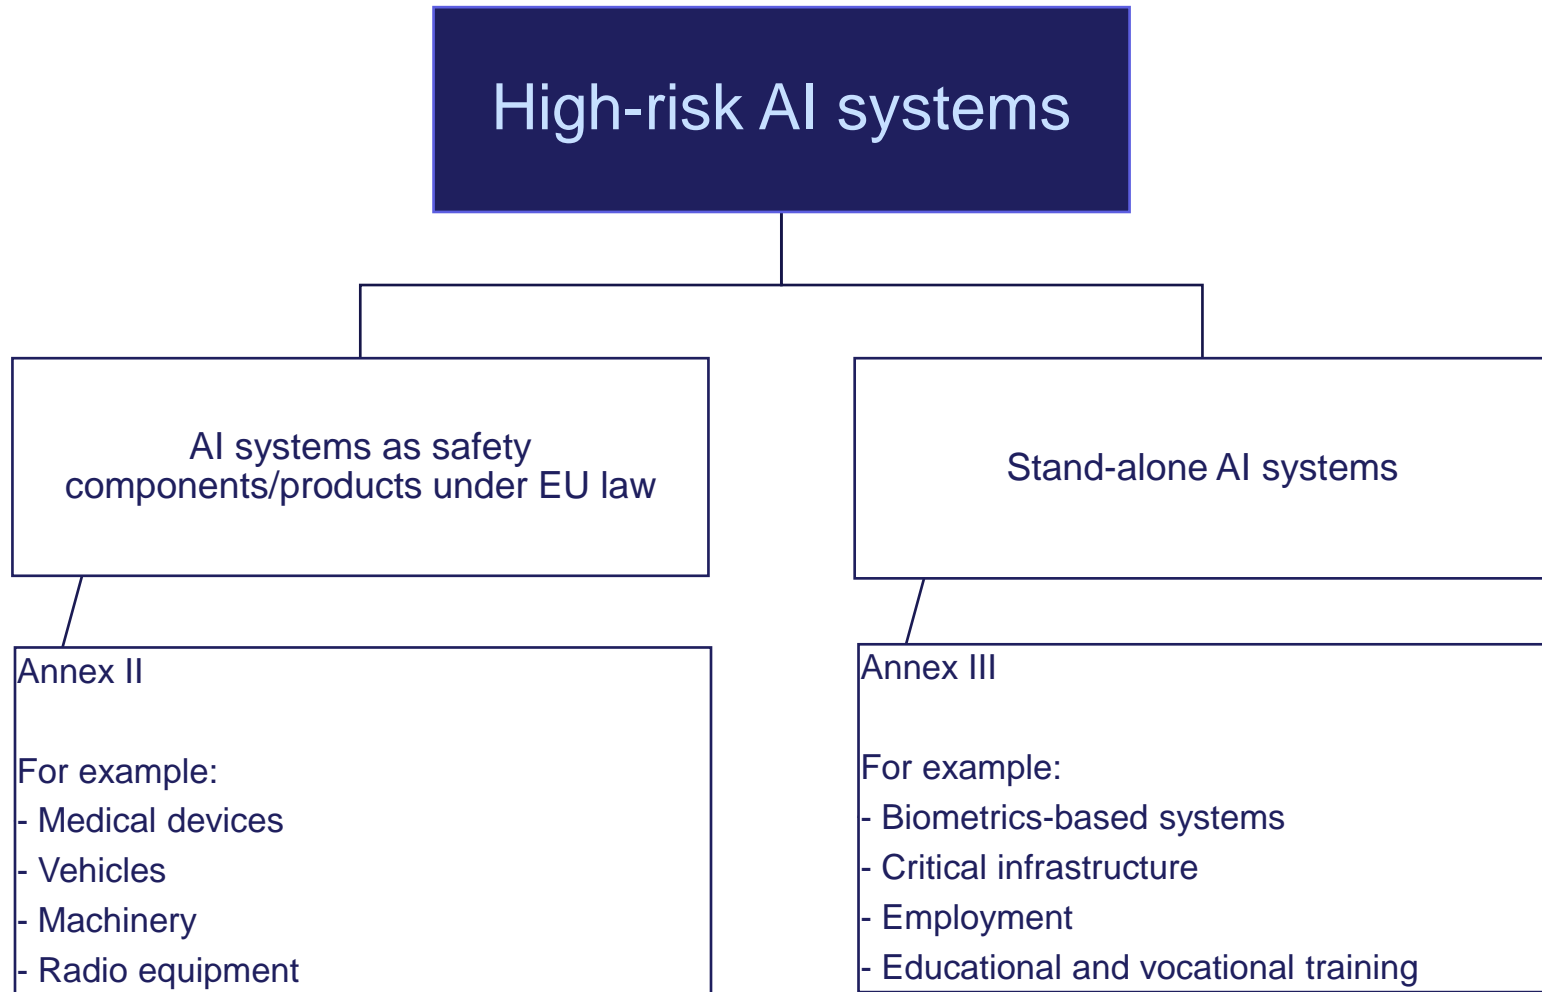 High-risk AI systems
AI systems as safety
components/products under EU law
Stand-alone AI systems
Annex II
For example:
- Medical devices
- Vehicles
- Machinery
- Radio equipment
Annex III
For example:
- Biometrics-based systems
- Critical infrastructure
- Employment
- Educational and vocational training